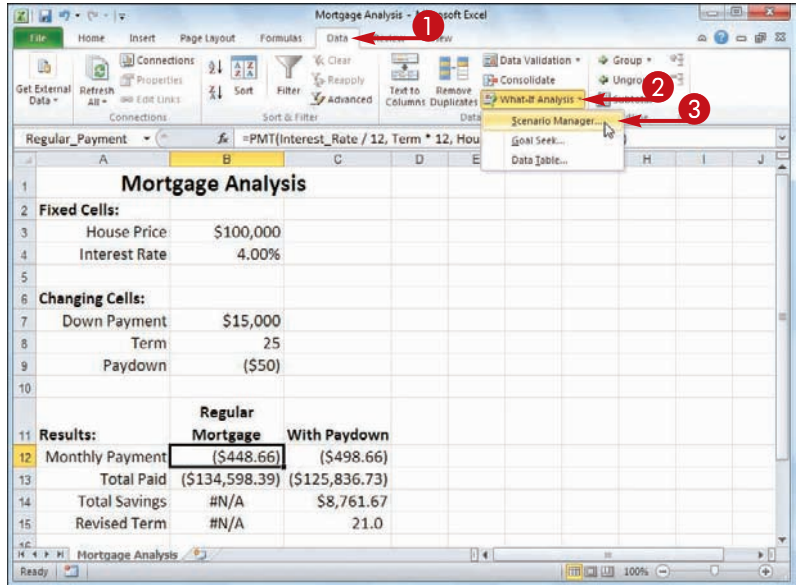 Mortgage Analysis - Microsoft Excel
1
File Home Insert Page Layout Formulas Data
Get External Data
Refresh All
Connections
Properties
Edit Links
Connections
Sort
Filter
Clear
Reapply
Advanced
Sort & Filter
Text to Columns
Remove Duplicates
Data Validation
Consolidate
What-If Analysis
Data
Group
2
3
Scenario Manager...
Goal Seek...
Data Table...
Regular_Payment fx =PMT(Interest_Rate / 12, Term * 12, Hou )
A B C D E H I J
1 Mortgage Analysis
2 Fixed Cells:
3 House Price $100,000
4 Interest Rate 4.00%
5
6 Changing Cells:
7 Down Payment $15,000
8 Term 25
9 Paydown ($50)
10
Regular
11 Results: Mortgage With Paydown
12 Monthly Payment ($448.66) ($498.66)
13 Total Paid ($134,598.39) ($125,836.73)
14 Total Savings #N/A $8,761.67
15 Revised Term #N/A 21.0
Mortgage Analysis
Ready 100%